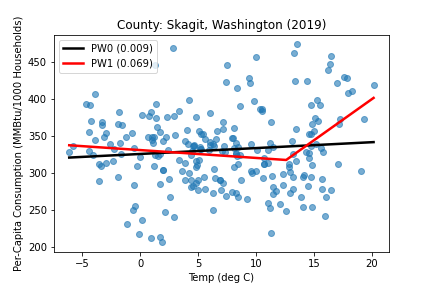 County: Skagit, Washington (2019)
PW0 (0.009)
PW1 (0.069)
Per-Capita Consumption (MMBtu/1000 Households)
450
400
350
300
250
200
−5 0 5 10 15 20
Temp (deg C)